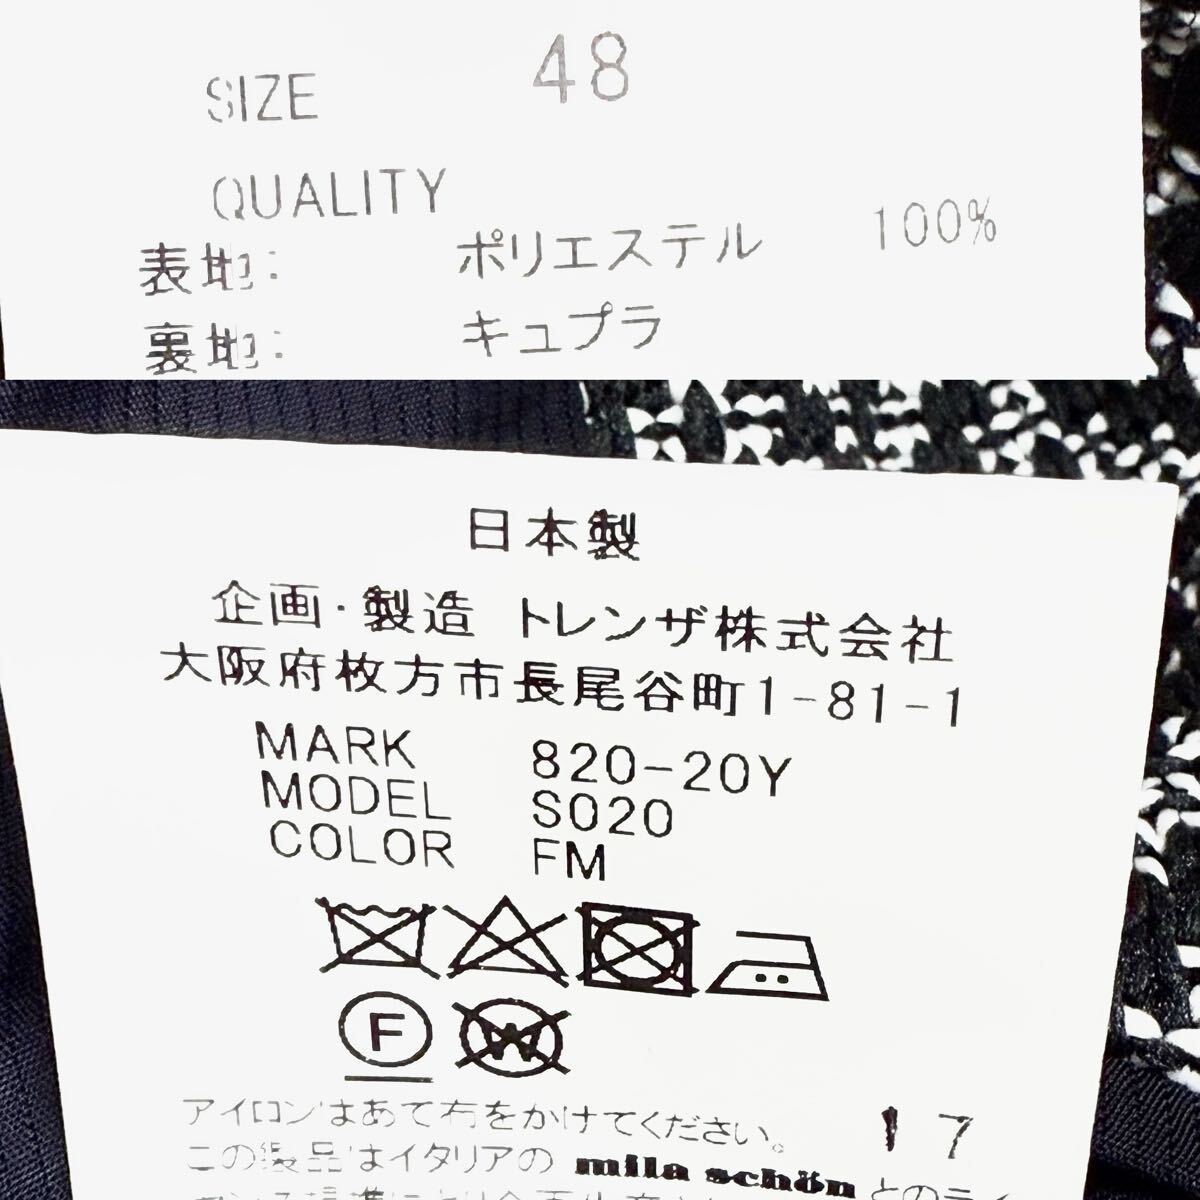 SIZE 48
QUALITY
表地: ポリエステル 100%
裏地: キュプラ
日本製
企画・製造 トレンザ株式会社
大阪府枚方市長尾谷町1-81-1
MARK 820-20Y
MODEL S020
COLOR FM
F
W
アイロンはあて布をかけてください。 17
この製品はイタリアの mila schön とのライ